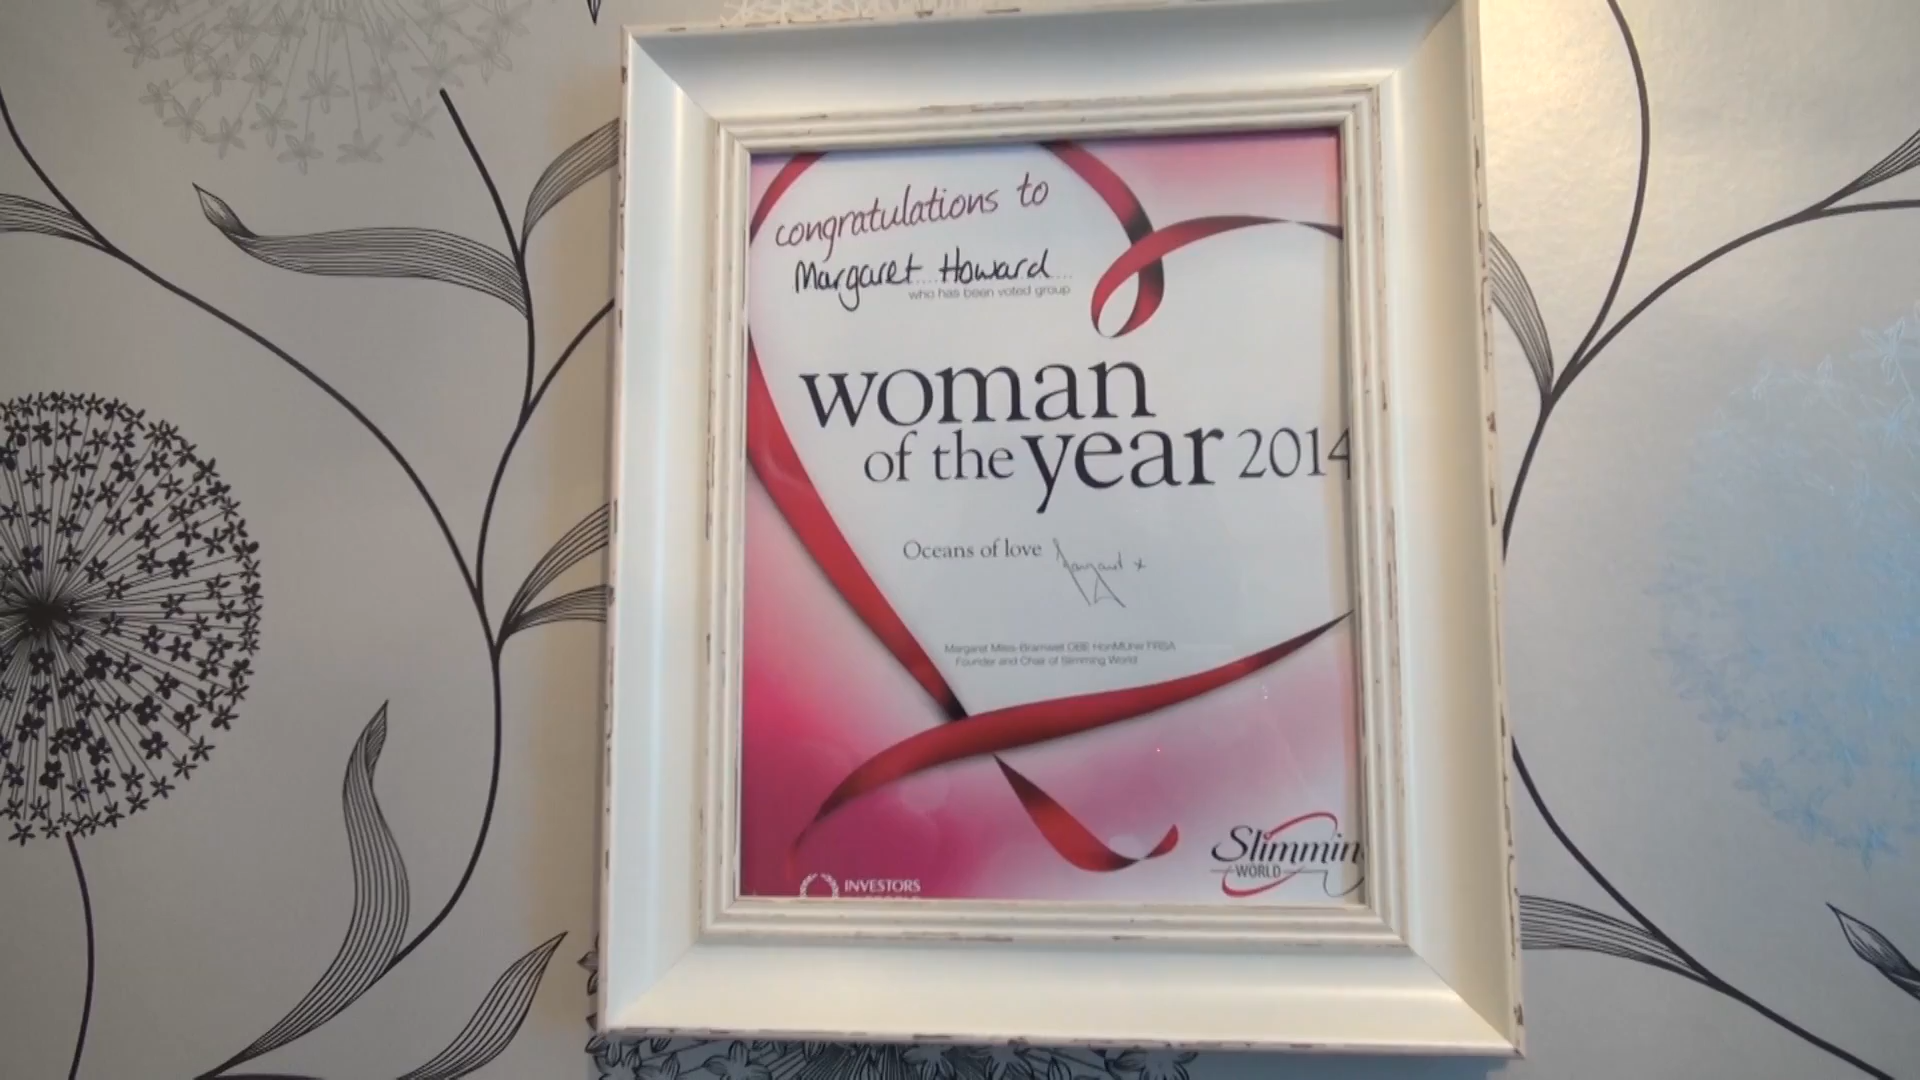 congratulations to
Margaret Howard
who has been voted group
woman
of the year 2014
Oceans of love Margaret x
Margaret Miles-Bramwell OBE HonMUniv FRSA
Founder and Chair of Slimming World
INVESTORS
Slimmin
WORLD